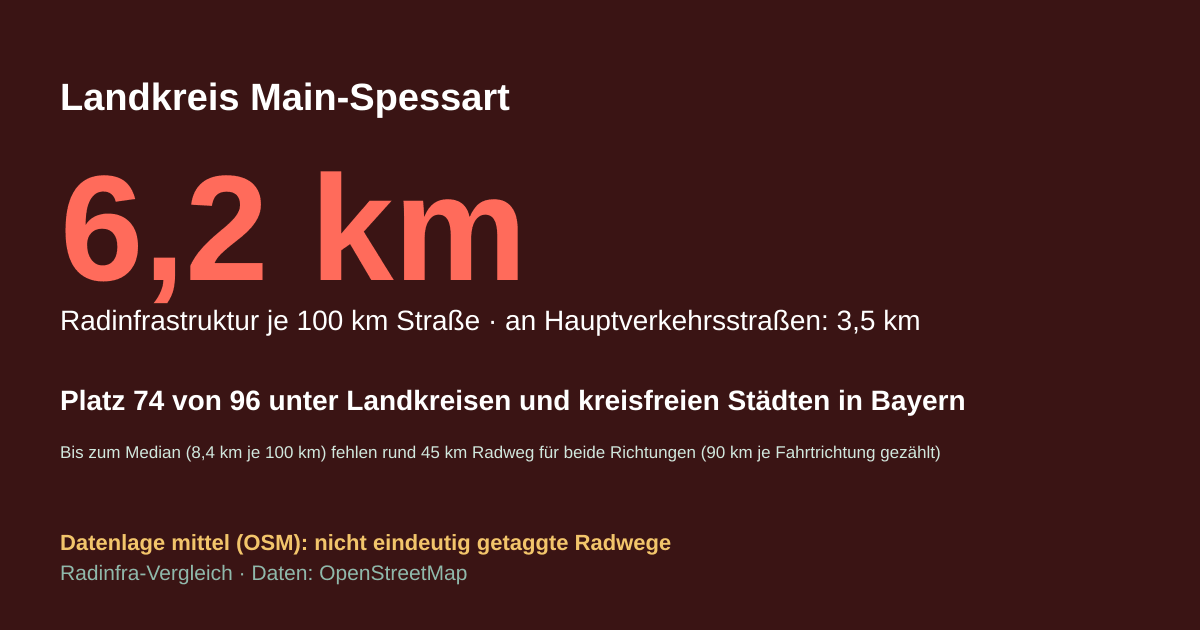 Landkreis Main-Spessart
6,2 km
Radinfrastruktur je 100 km Straße · an Hauptverkehrsstraßen: 3,5 km
Platz 74 von 96 unter Landkreisen und kreisfreien Städten in Bayern
Bis zum Median (8,4 km je 100 km) fehlen rund 45 km Radweg für beide Richtungen (90 km je Fahrtrichtung gezählt)
Datenlage mittel (OSM): nicht eindeutig getaggte Radwege
Radinfra-Vergleich · Daten: OpenStreetMap